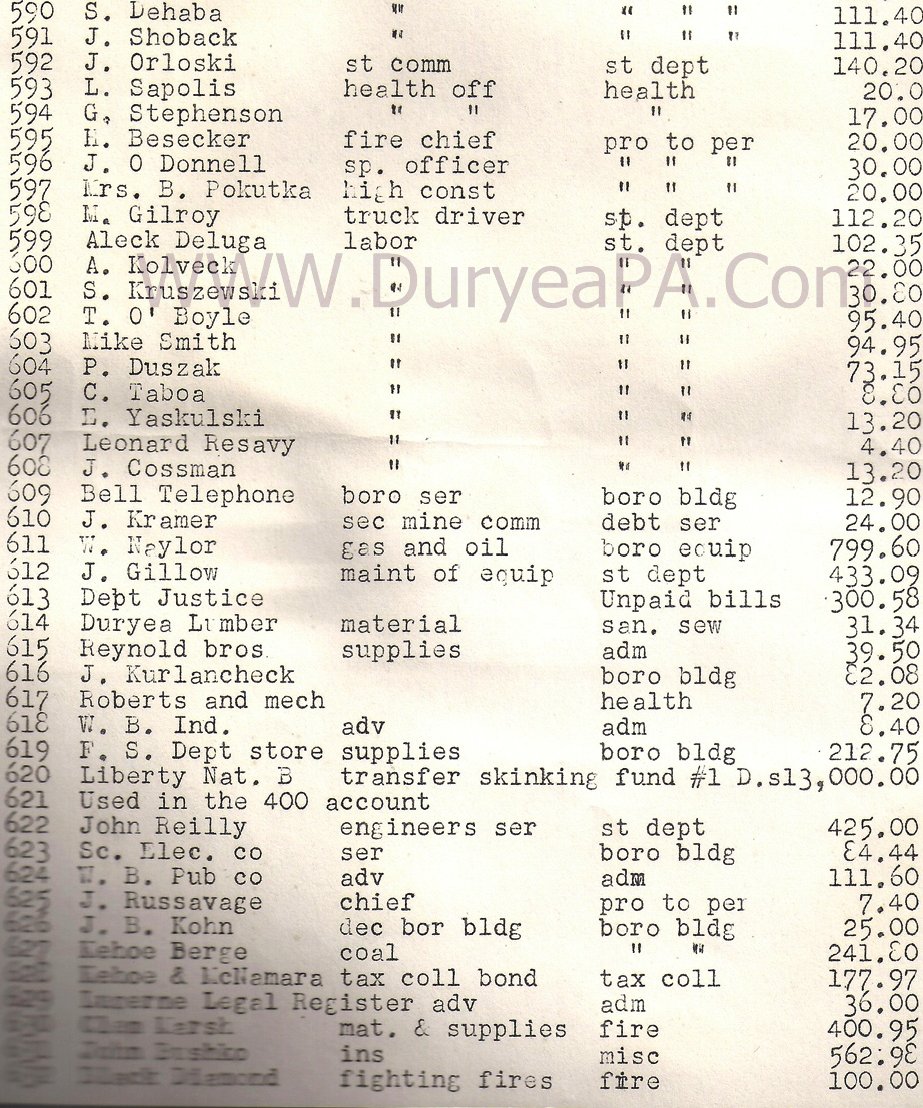 590 S. Dehaba " " " " 111.40
591 J. Shoback " " " " 111.40
592 J. Orloski st comm st dept 140.20
593 L. Sapolis health off health 20.0
594 G. Stephenson " " " 17.00
595 H. Besecker fire chief pro to per 20.00
596 J. O Donnell sp. officer " " " 30.00
597 Mrs. B. Pokutka high const " " " 20.00
598 M. Gilroy truck driver st. dept 112.20
599 Aleck Deluga labor st. dept 102.35
600 A. Kolveck " " " 22.00
WWW.DuryeaPA.Com
601 S. Kruszewski " " " 30.80
602 T. O' Boyle " " " 95.40
603 Mike Smith " " " 94.95
604 P. Duszak " " " 73.15
605 C. Taboa " " " 8.80
606 E. Yaskulski " " " 13.20
607 Leonard Resavy " " " 4.40
608 J. Cossman " " " 13.20
609 Bell Telephone boro ser boro bldg 12.90
610 J. Kramer sec mine comm debt ser 24.00
611 W. Naylor gas and oil boro equip 799.60
612 J. Gillow maint of equip st dept 433.09
613 Dept Justice Unpaid bills 300.58
614 Duryea Lumber material san. sew 31.34
615 Reynold bros. supplies adm 39.50
616 J. Kurlancheck boro bldg 82.08
617 Roberts and mech health 7.20
618 W. B. Ind. adv adm 8.40
619 F. S. Dept store supplies boro bldg 212.75
620 Liberty Nat. B transfer skinking fund #1 D.s13,000.00
621 Used in the 400 account
622 John Reilly engineers ser st dept 425.00
623 Sc. Elec. co ser boro bldg 84.44
624 W. B. Pub co adv adm 111.60
625 J. Russavage chief pro to per 7.40
626 J. B. Kohn dec bor bldg boro bldg 25.00
627 Kehoe Berge coal " " 241.80
628 Kehoe & McNamara tax coll bond tax coll 177.97
629 Luzerne Legal Register adv adm 36.00
mat. & supplies fire 400.95
ins misc 562.98
fighting fires fire 100.00